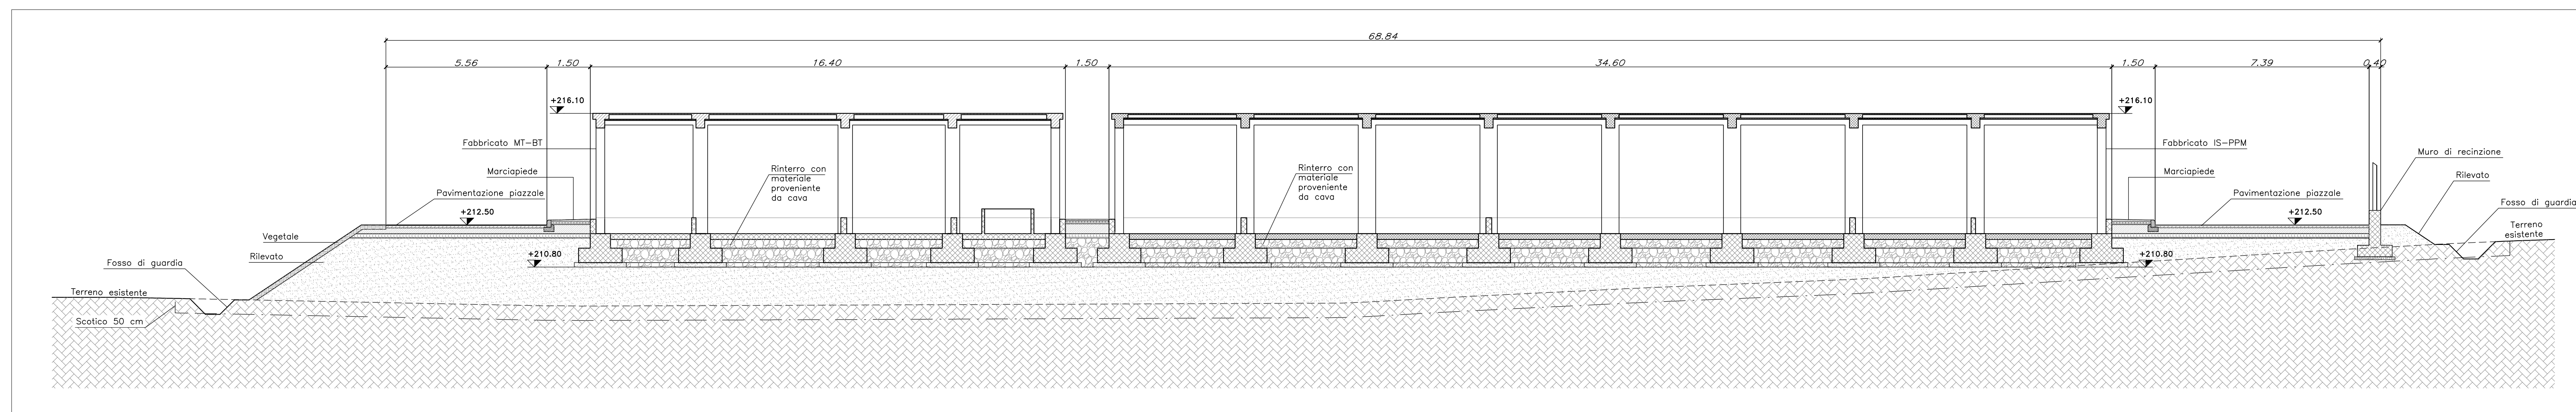 68.84
5.56
1.50
16.40
1.50
34.60
1.50
7.39
0.40
+216.10
+216.10
Fabbricato MT-BT
Fabbricato IS-PPM
Muro di recinzione
Marciapiede
Rinterro con
materiale
proveniente
da cava
Rinterro con
materiale
proveniente
da cava
Marciapiede
Rilevato
Pavimentazione piazzale
Pavimentazione piazzale
Fosso di guardia
+212.50
+212.50
Terreno
esistente
Vegetale
Rilevato
+210.80
+210.80
Fosso di guardia
Terreno esistente
Scotico 50 cm